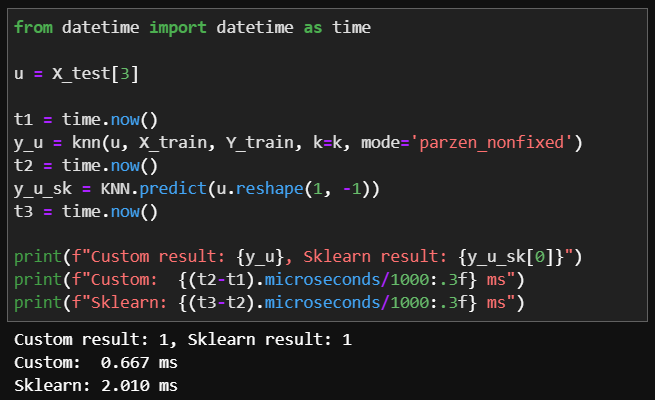 from datetime import datetime as time
u = X_test[3]
t1 = time.now()
y_u = knn(u, X_train, Y_train, k=k, mode='parzen_nonfixed')
t2 = time.now()
y_u_sk = KNN.predict(u.reshape(1, -1))
t3 = time.now()
print(f"Custom result: {y_u}, Sklearn result: {y_u_sk[0]}")
print(f"Custom:  {(t2-t1).microseconds/1000:.3f} ms")
print(f"Sklearn: {(t3-t2).microseconds/1000:.3f} ms")
Custom result: 1, Sklearn result: 1
Custom:  0.667 ms
Sklearn: 2.010 ms